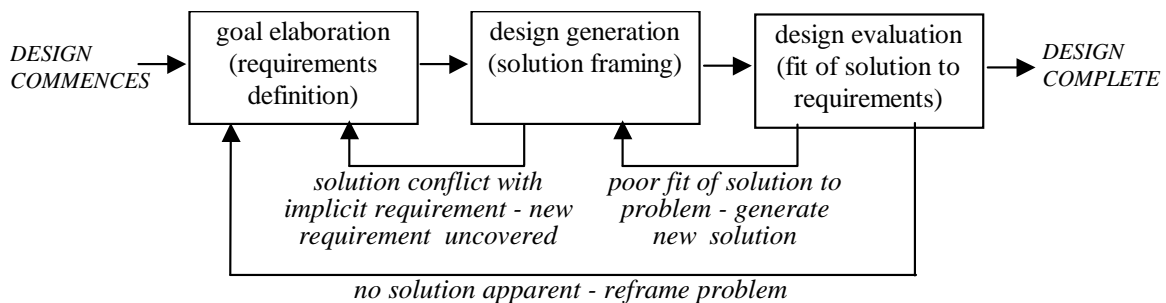 DESIGN
COMMENCES
goal elaboration
(requirements
definition)
design generation
(solution framing)
design evaluation
(fit of solution to
requirements)
DESIGN
COMPLETE
solution conflict with
implicit requirement - new
requirement uncovered
poor fit of solution to
problem - generate
new solution
no solution apparent - reframe problem